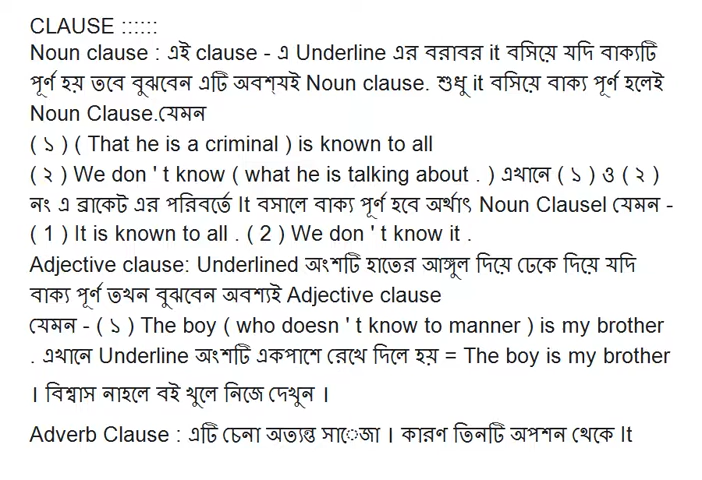 CLAUSE ::::::
Noun clause : এই clause - এ Underline এর বরাবর it বসিয়ে যদি বাক্যটি
পূর্ণ হয় তবে বুঝবেন এটি অবশ্যই Noun clause. শুধু it বসিয়ে বাক্য পূর্ণ হলেই
Noun Clause.যেমন
( ১ ) ( That he is a criminal ) is known to all
( ২ ) We don ' t know ( what he is talking about . ) এখানে ( ১ ) ও ( ২ )
নং এ ব্রাকেট এর পরিবর্তে It বসালে বাক্য পূর্ণ হবে অর্থাৎ Noun Clausel যেমন -
( 1 ) It is known to all . ( 2 ) We don ' t know it .
Adjective clause: Underlined অংশটি হাতের আঙ্গুল দিয়ে ঢেকে দিয়ে যদি
বাক্য পূর্ণ তখন বুঝবেন অবশ্যই Adjective clause
যেমন - ( ১ ) The boy ( who doesn ' t know to manner ) is my brother
. এখানে Underline অংশটি একপাশে রেখে দিলে হয় = The boy is my brother
। বিশ্বাস নাহলে বই খুলে নিজে দেখুন ।
Adverb Clause : এটি চেনা অত্যন্ত সােজা । কারণ তিনটি অপশন থেকে It